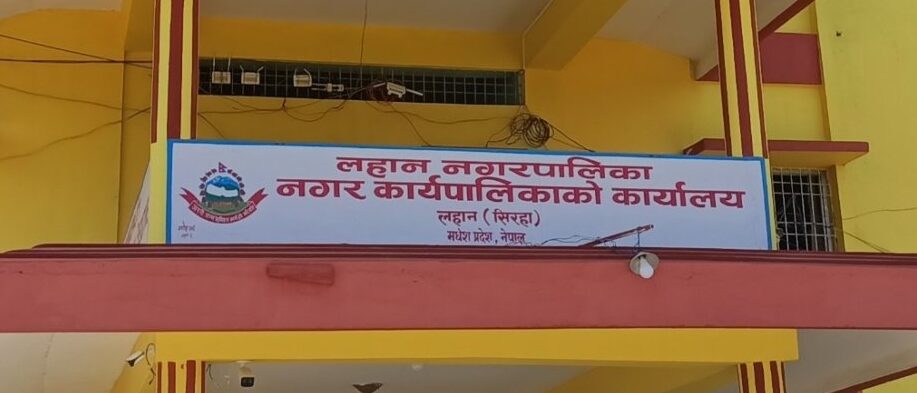 लहान नगरपालिका
नगर कार्यपालिकाको कार्यालय
लहान (सिरहा)
मधेश प्रदेश, नेपाल